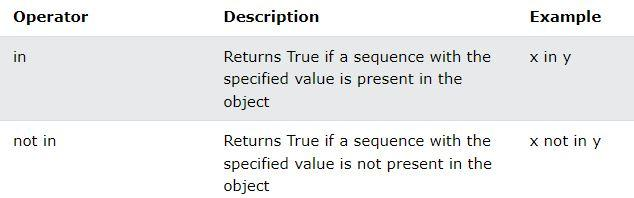 Operator Description Example
in Returns True if a sequence with the x in y
specified value is present in the
object
not in Returns True if a sequence with the x not in y
specified value is not present in the
object